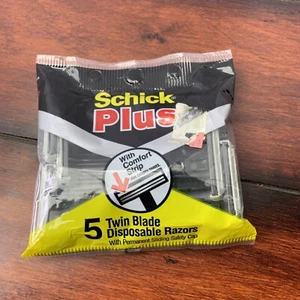 Schick®
Plus
With Comfort
Strip
5 Twin Blade
Disposable Razors
With Permanent Sliding Safety Cap